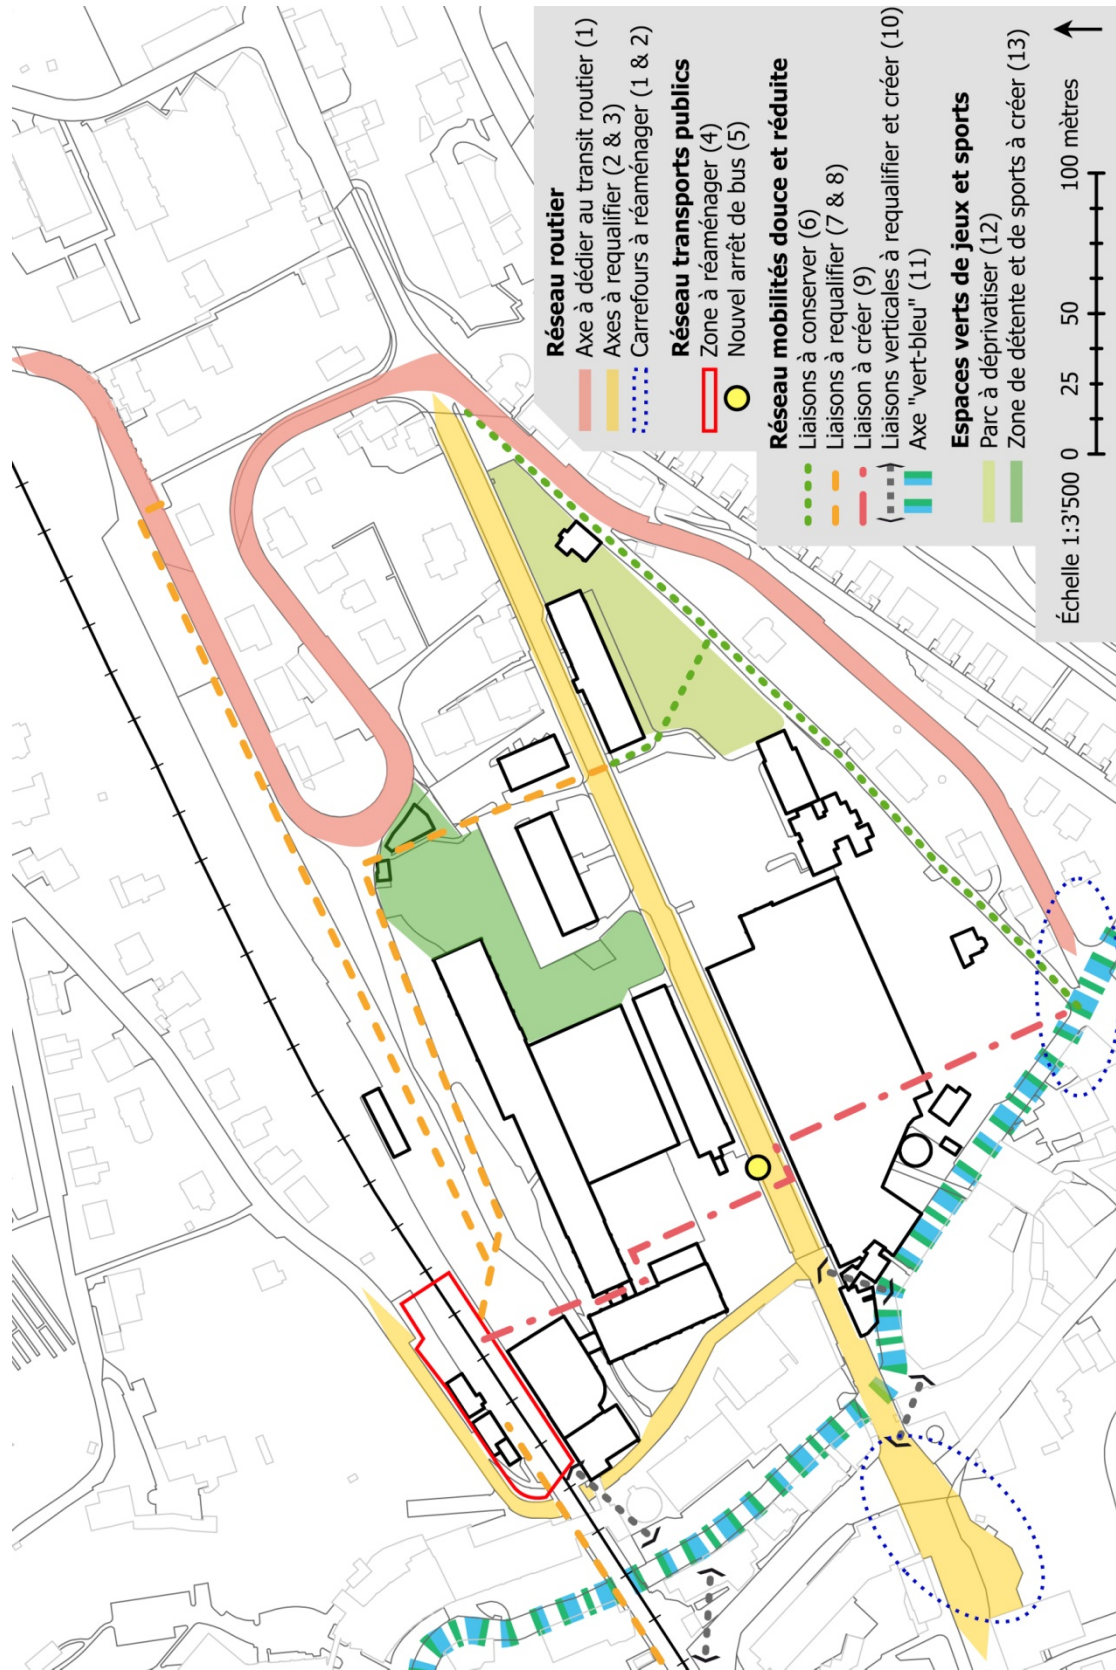 Réseau routier
Axe à dédier au transit routier (1)
Axes à requalifier (2 & 3)
Carrefours à réaménager (1 & 2)
Réseau transports publics
Zone à réaménager (4)
Nouvel arrêt de bus (5)
Réseau mobilités douce et réduite
Liaisons à conserver (6)
Liaisons à requalifier (7 & 8)
Liaison à créer (9)
Liaisons verticales à requalifier et créer (10)
Axe "vert-bleu" (11)
Espaces verts de jeux et sports
Parc à déprivatiser (12)
Zone de détente et de sports à créer (13)
Échelle 1:3'500 0 25 50 100 mètres